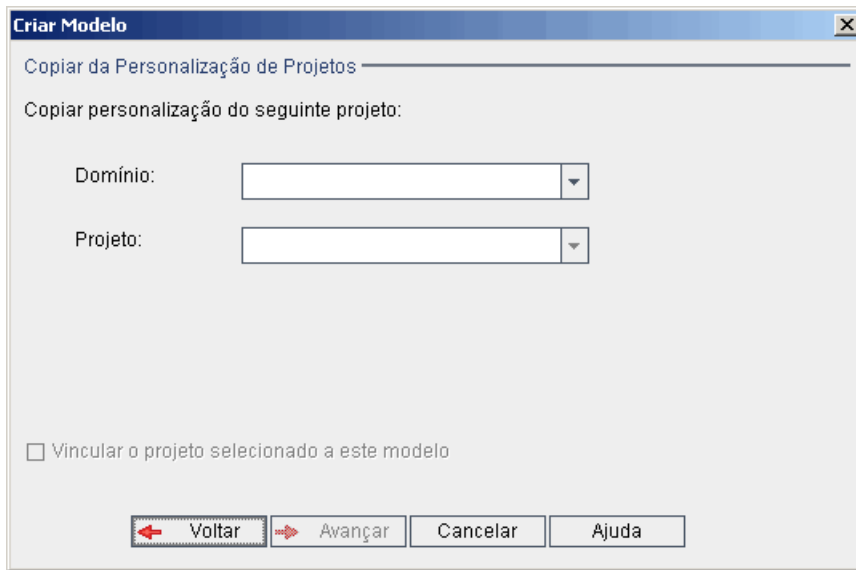 Criar Modelo
Copiar da Personalização de Projetos
Copiar personalização do seguinte projeto:
Domínio:
Projeto:
Vincular o projeto selecionado a este modelo
Voltar Avançar Cancelar Ajuda